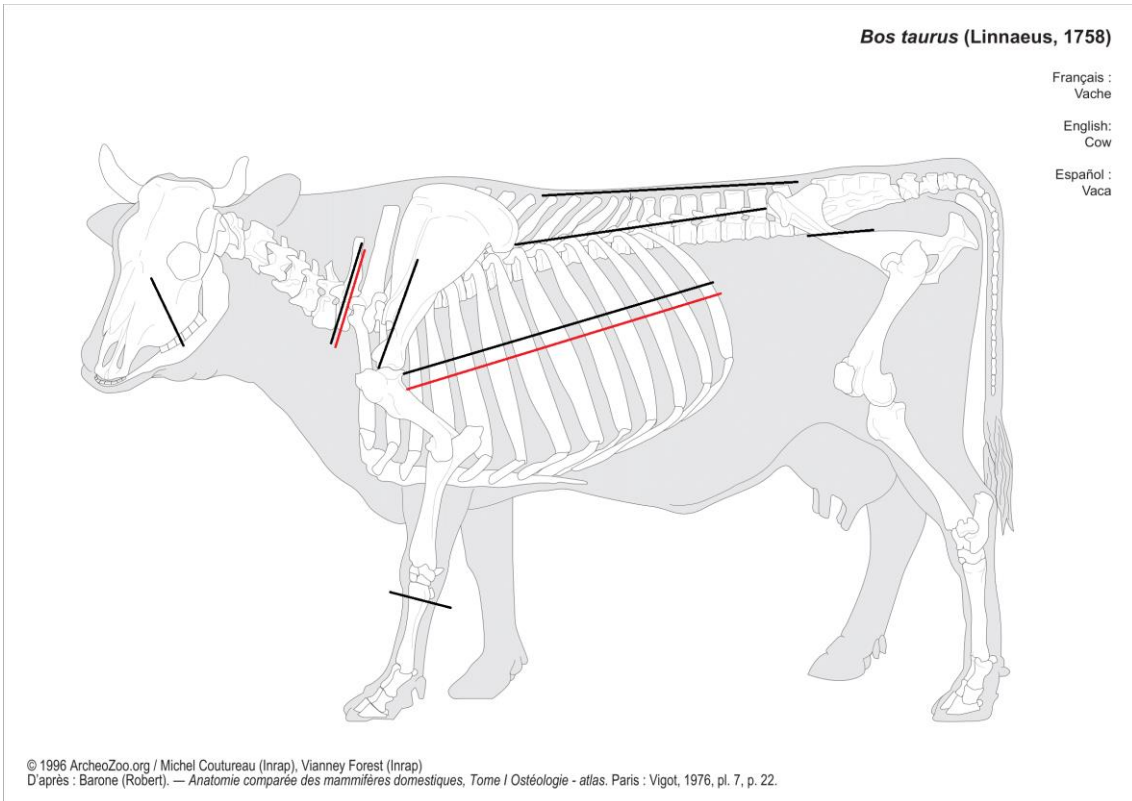 Bos taurus (Linnaeus, 1758)
Français :
Vache
English:
Cow
Español :
Vaca
© 1996 ArcheoZoo.org / Michel Coutureau (Inrap), Vianney Forest (Inrap)
D'après : Barone (Robert). — Anatomie comparée des mammifères domestiques, Tome I Ostéologie - atlas. Paris : Vigot, 1976, pl. 7, p. 22.